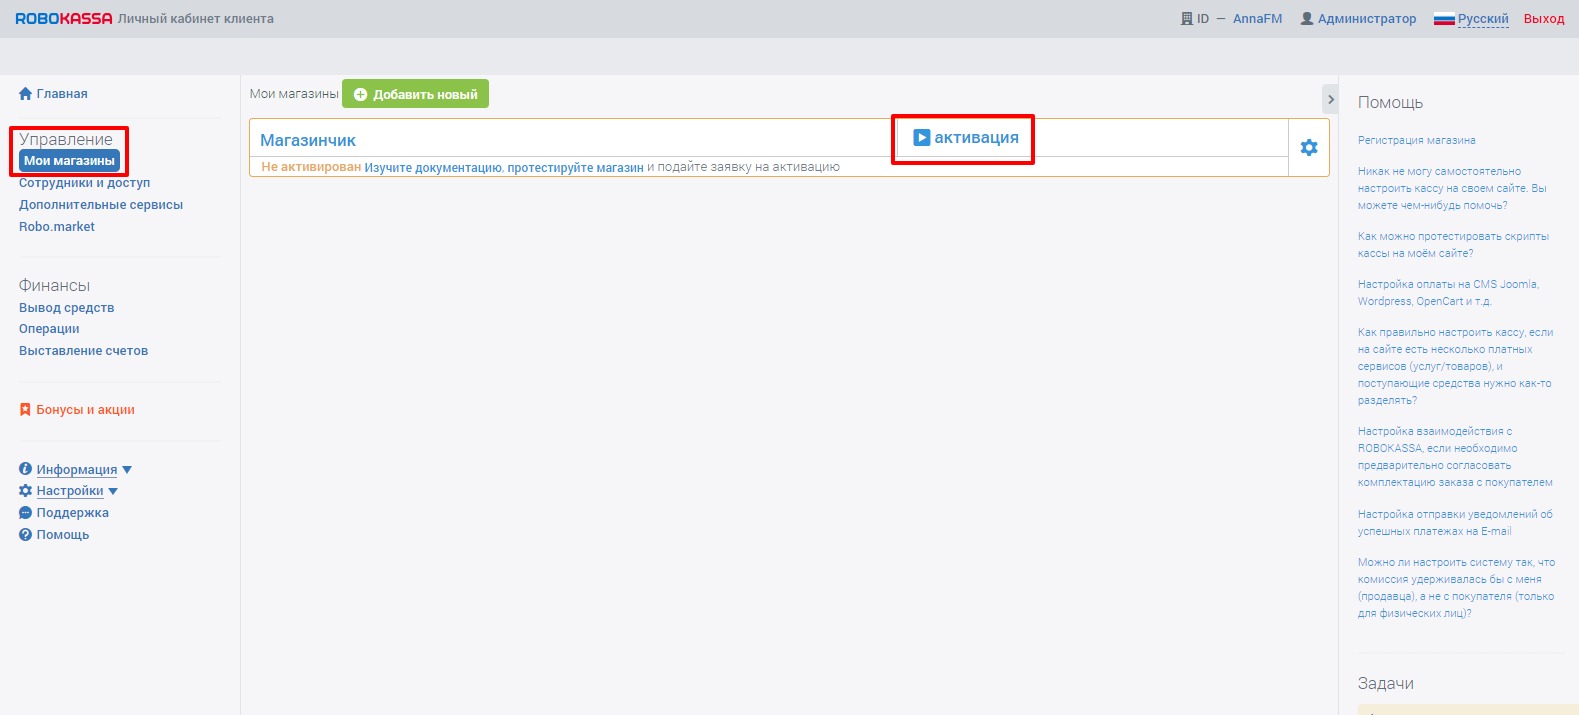 ROBOKASSA Личный кабинет клиента
ID — AnnaFM Администратор Русский Выход
Главная
Управление
Мои магазины
Сотрудники и доступ
Дополнительные сервисы
Robo.market
Финансы
Вывод средств
Операции
Выставление счетов
Бонусы и акции
Информация
Настройки
Поддержка
Помощь
Мои магазины Добавить новый
Магазинчик
активация
Не активирован Изучите документацию, протестируйте магазин и подайте заявку на активацию
Помощь
Регистрация магазина
Никак не могу самостоятельно
настроить кассу на своем сайте. Вы
можете чем-нибудь помочь?
Как можно протестировать скрипты
кассы на моём сайте?
Настройка оплаты на CMS Joomla,
Wordpress, OpenCart и т.д.
Как правильно настроить кассу, если
на сайте есть несколько платных
сервисов (услуг/товаров), и
поступающие средства нужно как-то
разделять?
Настройка взаимодействия с
ROBOKASSA, если необходимо
предварительно согласовать
комплектацию заказа с покупателем
Настройка отправки уведомлений об
успешных платежах на E-mail
Можно ли настроить систему так, что
комиссия удерживалась бы с меня
(продавца), а не с покупателя (только
для физических лиц)?
Задачи